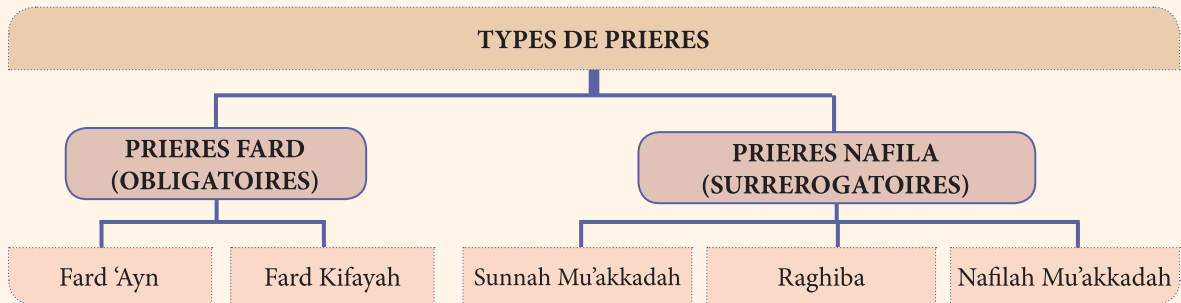 TYPES DE PRIERES
PRIERES FARD
(OBLIGATOIRES)
PRIERES NAFILA
(SURREROGATOIRES)
Fard ‘Ayn
Fard Kifayah
Sunnah Mu’akkadah
Raghiba
Nafilah Mu’akkadah